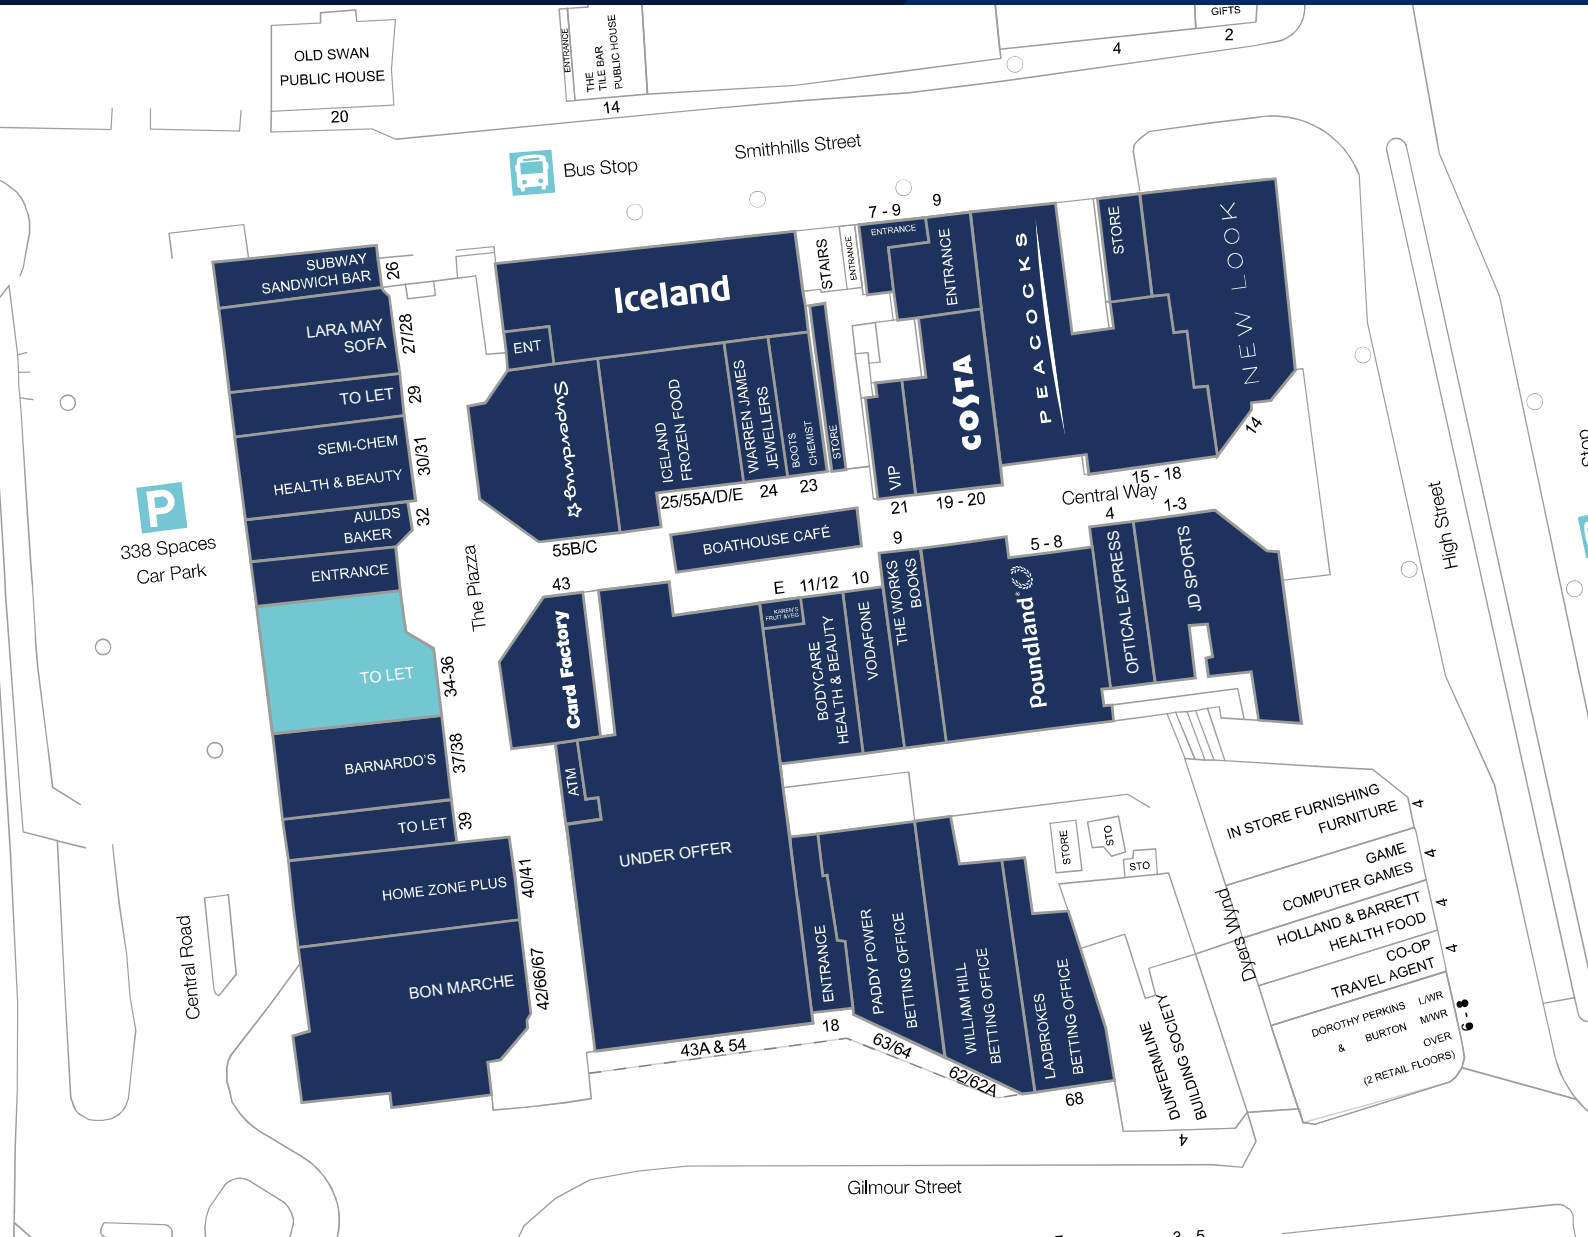 OLD SWAN
PUBLIC HOUSE
20
ENTRANCE
THE
TILE BAR
PUBLIC HOUSE
14
GIFTS
2
4
Smithhills Street
Bus Stop
SUBWAY
SANDWICH BAR
26
LARA MAY
SOFA
27/28
TO LET
29
SEMI-CHEM
HEALTH & BEAUTY
30/31
AULDS
BAKER
32
ENTRANCE
TO LET
34-36
BARNARDO'S
37/38
TO LET
39
HOME ZONE PLUS
40/41
BON MARCHE
42/66/67
P
338 Spaces
Car Park
Central Road
The Piazza
Iceland
ENT
Superdrug
55B/C
ICELAND
FROZEN FOOD
25/55A/D/E
WARREN JAMES
JEWELLERS
24
BOOTS
CHEMIST
23
STORE
STAIRS
ENTRANCE
7 - 9
ENTRANCE
9
ENTRANCE
VIP
21
COSTA
19 - 20
PEACOCKS
STORE
NEW LOOK
14
15 - 18
Central Way
BOATHOUSE CAFÉ
43
Card Factory
ATM
UNDER OFFER
43A & 54
E
KAREN'S
FRUIT & VEG
11/12
BODYCARE
HEALTH & BEAUTY
10
VODAFONE
9
THE WORKS
BOOKS
5 - 8
Poundland
4
OPTICAL EXPRESS
1-3
JD SPORTS
High Street
Stop
ENTRANCE
18
PADDY POWER
BETTING OFFICE
63/64
WILLIAM HILL
BETTING OFFICE
62/62A
LADBROKES
BETTING OFFICE
68
STORE
STO
STO
Dyers Wynd
DUNFERMLINE
BUILDING SOCIETY
4
IN STORE FURNISHING
FURNITURE
4
GAME
COMPUTER GAMES
4
HOLLAND & BARRETT
HEALTH FOOD
4
CO-OP
TRAVEL AGENT
4
DOROTHY PERKINS L/WR
& BURTON M/WR
OVER
(2 RETAIL FLOORS)
6 - 8
Gilmour Street
3 - 5